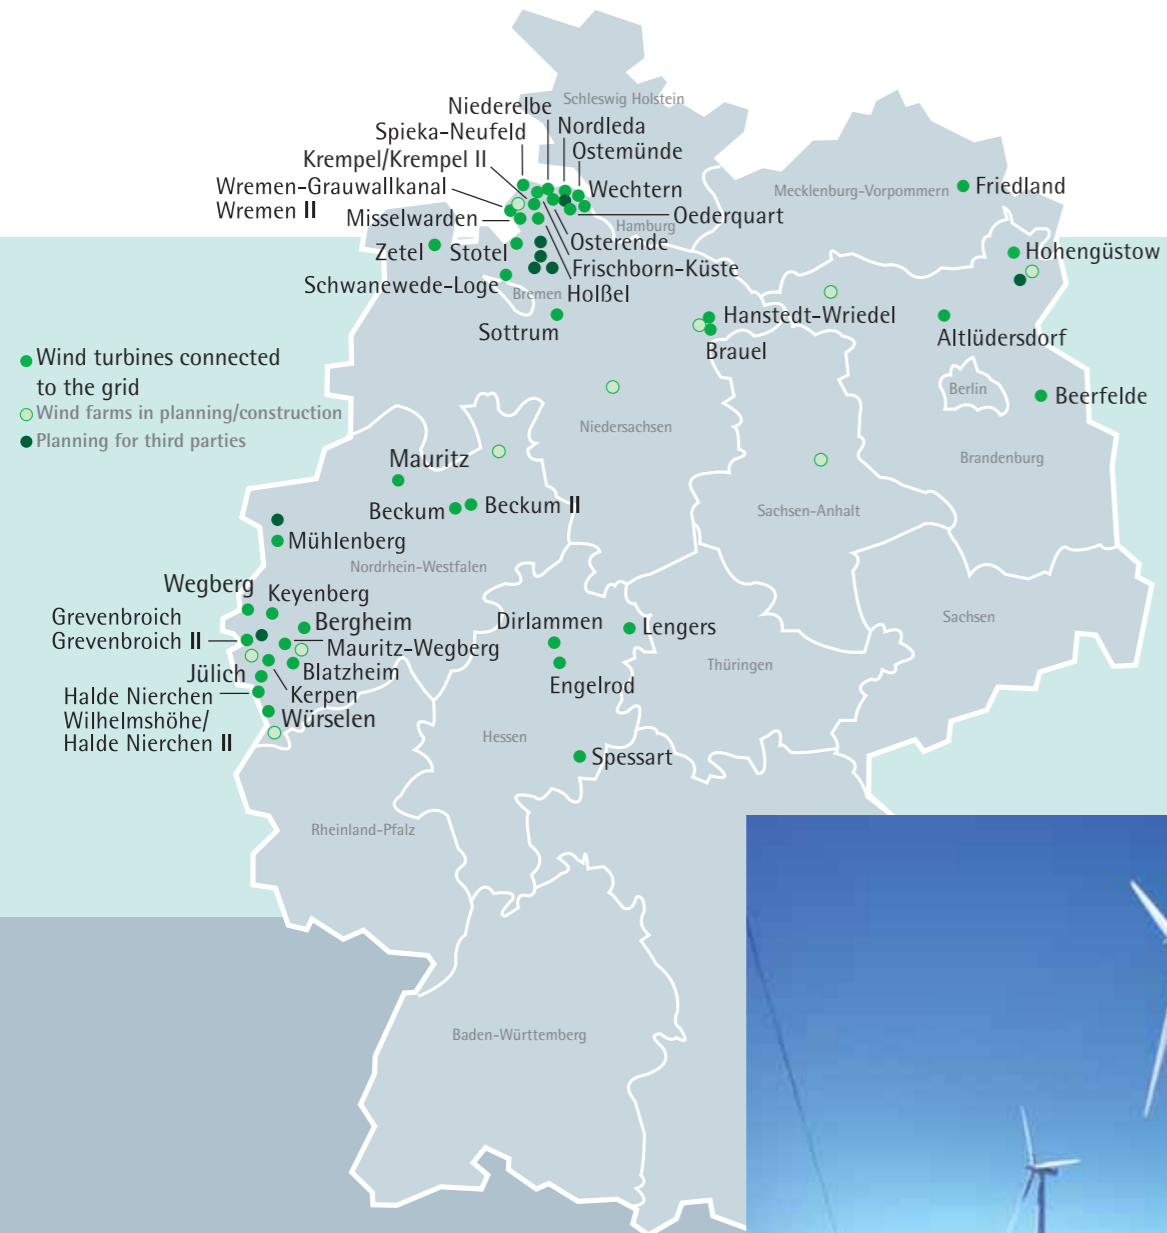 Schleswig Holstein
Niederelbe
Nordleda
Spieka-Neufeld
Ostemünde
Krempel/Krempel II
Wremen-Grauwallkanal
Wremen II
Wechtern
Mecklenburg-Vorpommern
Friedland
Misselwarden
Oederquart
Hamburg
Zetel
Stotel
Osterende
Hohengüstow
Frischborn-Küste
Schwanewede-Loge
Bremen
Holßel
Sottrum
Hanstedt-Wriedel
Brauel
Altlüdersdorf
Wind turbines connected
to the grid
Wind farms in planning/construction
Planning for third parties
Berlin
Beerfelde
Niedersachsen
Brandenburg
Mauritz
Beckum
Beckum II
Sachsen-Anhalt
Mühlenberg
Nordrhein-Westfalen
Wegberg
Keyenberg
Grevenbroich
Grevenbroich II
Bergheim
Mauritz-Wegberg
Dirlammen
Lengers
Sachsen
Thüringen
Jülich
Blatzheim
Engelrod
Halde Nierchen
Kerpen
Wilhelmshöhe/
Halde Nierchen II
Würselen
Hessen
Spessart
Rheinland-Pfalz
Baden-Württemberg